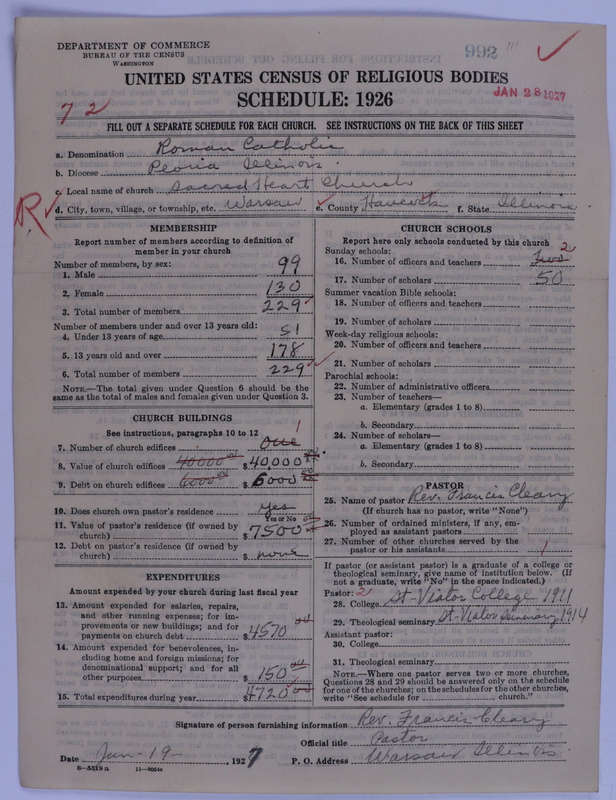 DEPARTMENT OF COMMERCE
BUREAU OF THE CENSUS
WASHINGTON
992
UNITED STATES CENSUS OF RELIGIOUS BODIES
SCHEDULE: 1926
JAN 28 1927
7 2
FILL OUT A SEPARATE SCHEDULE FOR EACH CHURCH. SEE INSTRUCTIONS ON THE BACK OF THIS SHEET
a. Denomination Roman Catholic
b. Diocese Peoria Illinois.
c. Local name of church Sacred Heart Church
R
d. City, town, village, or township, etc. Warsaw e. County Hancock f. State Illinois.
MEMBERSHIP
Report number of members according to definition of
member in your church
Number of members, by sex:
1. Male 99
2. Female 130
3. Total number of members 229
Number of members under and over 13 years old:
4. Under 13 years of age 51
5. 13 years old and over 178
6. Total number of members 229
NOTE.—The total given under Question 6 should be the
same as the total of males and females given under Question 3.
CHURCH BUILDINGS
See instructions, paragraphs 10 to 12
7. Number of church edifices one 1
8. Value of church edifices 40000 00 $ 40,000 00
9. Debt on church edifices 6000 00 $ 6000 00
10. Does church own pastor's residence yes
Yes or No
11. Value of pastor's residence (if owned by
church) $ 7500 00
12. Debt on pastor's residence (if owned by
church) $ none
EXPENDITURES
Amount expended by your church during last fiscal year
13. Amount expended for salaries, repairs,
and other running expenses; for im-
provements or new buildings; and for
payments on church debt $ 4570 00
14. Amount expended for benevolences, in-
cluding home and foreign missions; for
denominational support; and for all
other purposes $ 150 00
15. Total expenditures during year $ 4720 00
CHURCH SCHOOLS
Report here only schools conducted by this church
Sunday schools:
16. Number of officers and teachers two 2
17. Number of scholars 50
Summer vacation Bible schools:
18. Number of officers and teachers
19. Number of scholars
Week-day religious schools:
20. Number of officers and teachers
21. Number of scholars
Parochial schools:
22. Number of administrative officers
23. Number of teachers—
a. Elementary (grades 1 to 8)
b. Secondary
24. Number of scholars—
a. Elementary (grades 1 to 8)
b. Secondary
PASTOR
25. Name of pastor Rev. Francis Cleary
(If church has no pastor, write "None")
26. Number of ordained ministers, if any, em-
ployed as assistant pastors
27. Number of other churches served by the
pastor or his assistants 1
If pastor (or assistant pastor) is a graduate of a college or
theological seminary, give name of institution below. (If
not a graduate, write "No" in the space indicated.)
Pastor: 2
28. College St-Viator College 1911
29. Theological seminary St-Viator Seminary 1914
Assistant pastor:
30. College
31. Theological seminary
NOTE.—Where one pastor serves two or more churches,
Questions 28 and 29 should be answered only on the schedule
for one of the churches; on the schedules for the other churches,
write "See schedule for church."
Signature of person furnishing information Rev. Francis Cleary
Official title Pastor
Date Jan-19- , 1927 P. O. Address Warsaw Illinois.